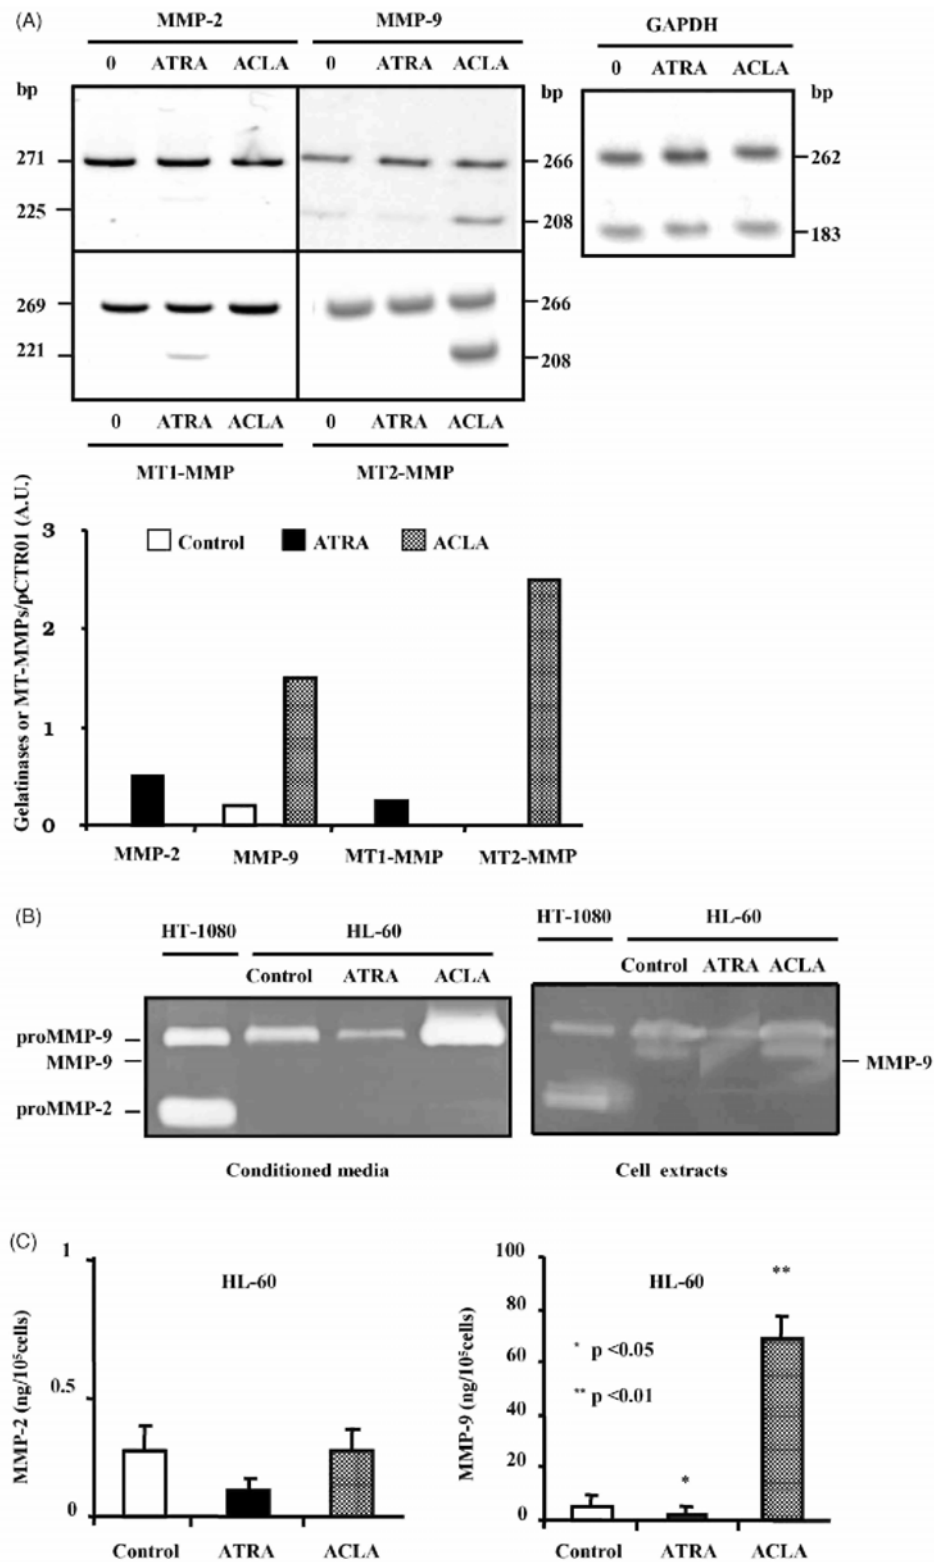 (A)
MMP-2 MMP-9 GAPDH
0 ATRA ACLA 0 ATRA ACLA 0 ATRA ACLA
bp bp bp
271 266 262
225 208 183
269 266
221 208
0 ATRA ACLA 0 ATRA ACLA
MT1-MMP MT2-MMP
Gelatinases or MT-MMPs/pCTR01 (A.U.)
3
Control ATRA ACLA
2
1
0
MMP-2 MMP-9 MT1-MMP MT2-MMP
(B)
HT-1080 HL-60 HT-1080 HL-60
Control ATRA ACLA Control ATRA ACLA
proMMP-9
MMP-9 MMP-9
proMMP-2
Conditioned media Cell extracts
(C)
MMP-2 (ng/10⁵cells)
1
HL-60
0.5
0
Control ATRA ACLA
MMP-9 (ng/10⁵cells)
100
HL-60 **
80
* p <0.05
60
** p <0.01
40
20
*
0
Control ATRA ACLA